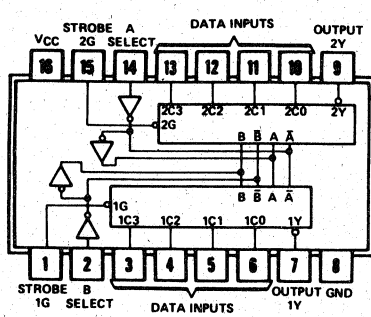 DATA INPUTS
STROBE A OUTPUT
VCC 2G SELECT 2Y
16 15 14 13 12 11 10 9
2C3 2C2 2C1 2C0
2G 2Y
B B̅ A A̅
B B̅ A A̅
1G
1C3 1C2 1C1 1C0 1Y
1 2 3 4 5 6 7 8
STROBE B OUTPUT GND
1G SELECT DATA INPUTS 1Y